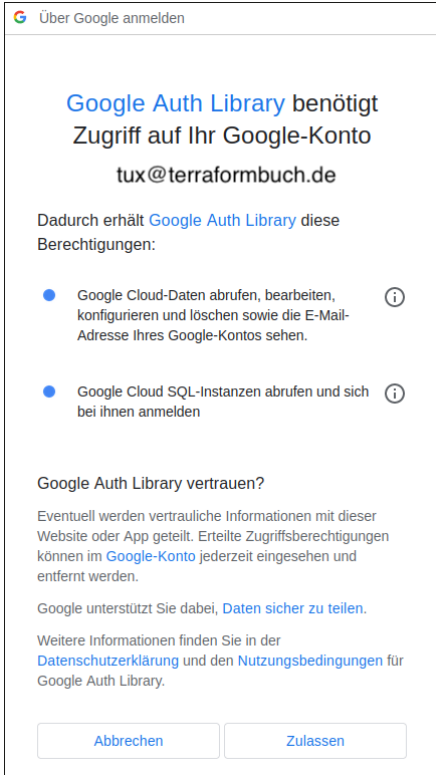 Über Google anmelden
Google Auth Library benötigt
Zugriff auf Ihr Google-Konto
tux@terraformbuch.de
Dadurch erhält Google Auth Library diese
Berechtigungen:
Google Cloud-Daten abrufen, bearbeiten,
konfigurieren und löschen sowie die E-Mail-
Adresse Ihres Google-Kontos sehen.
Google Cloud SQL-Instanzen abrufen und sich
bei ihnen anmelden
Google Auth Library vertrauen?
Eventuell werden vertrauliche Informationen mit dieser
Website oder App geteilt. Erteilte Zugriffsberechtigungen
können im Google-Konto jederzeit eingesehen und
entfernt werden.
Google unterstützt Sie dabei, Daten sicher zu teilen.
Weitere Informationen finden Sie in der
Datenschutzerklärung und den Nutzungsbedingungen für
Google Auth Library.
Abbrechen
Zulassen